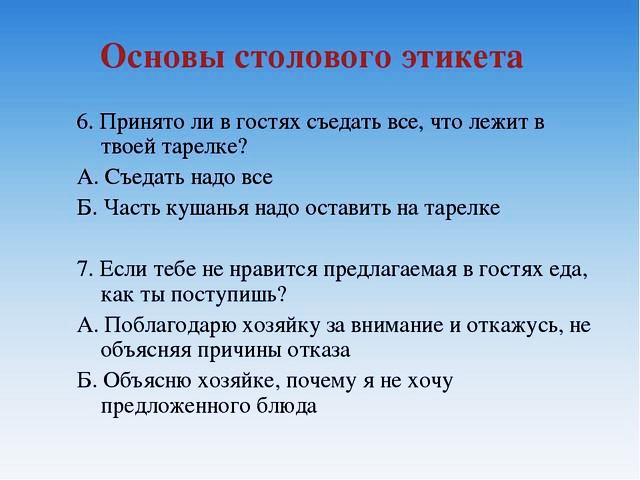 Основы столового этикета
6. Принято ли в гостях съедать все, что лежит в
твоей тарелке?
А. Съедать надо все
Б. Часть кушанья надо оставить на тарелке
7. Если тебе не нравится предлагаемая в гостях еда,
как ты поступишь?
А. Поблагодарю хозяйку за внимание и откажусь, не
объясняя причины отказа
Б. Объясню хозяйке, почему я не хочу
предложенного блюда